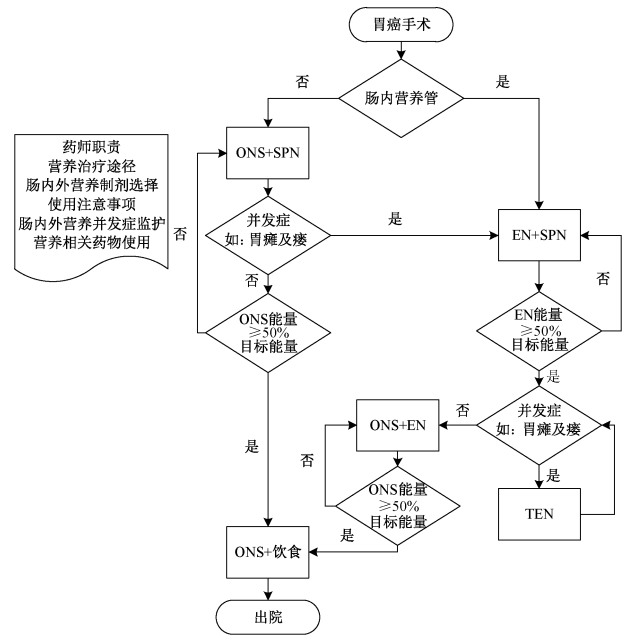 胃癌手术
否
是
肠内营养管
药师职责
营养治疗途径
肠内外营养制剂选择
使用注意事项
肠内外营养并发症监护
营养相关药物使用
ONS+SPN
否
并发症
如：胃瘫及瘘
是
EN+SPN
否
否
ONS能量
≥50%
目标能量
EN能量
≥50%
目标能量
是
并发症
如：胃瘫及瘘
否
ONS+EN
是
否
ONS能量
≥50%
目标能量
是
TEN
是
ONS+饮食
出院